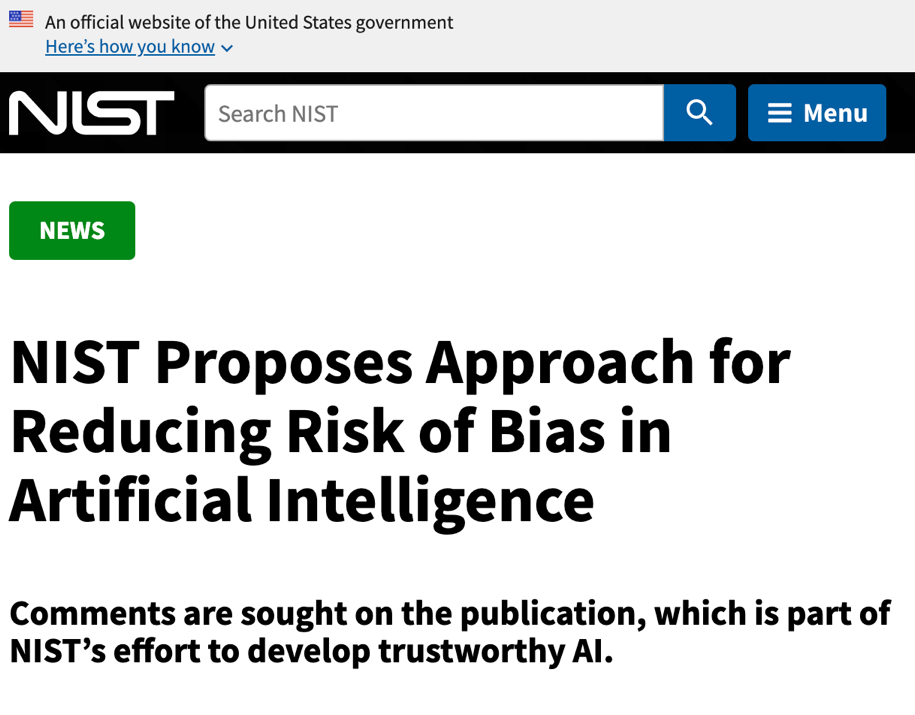 An official website of the United States government
Here’s how you know
NIST
Search NIST
Menu
NEWS
NIST Proposes Approach for
Reducing Risk of Bias in
Artificial Intelligence
Comments are sought on the publication, which is part of
NIST’s effort to develop trustworthy AI.